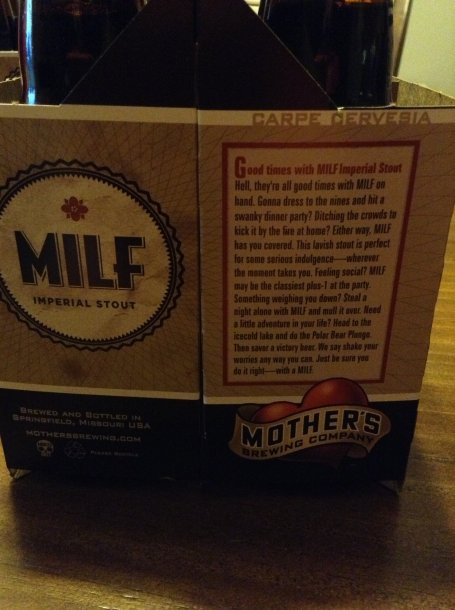 MILF
IMPERIAL STOUT
BREWED AND BOTTLED IN
SPRINGFIELD, MISSOURI USA
MOTHERSBREWING.COM
CARPE CERVESIA
Good times with MILF Imperial Stout
Hell, they're all good times with MILF on
hand. Gonna dress to the nines and hit a
swanky dinner party? Ditching the crowds to
kick it by the fire at home? Either way, MILF
has you covered. This lavish stout is perfect
for some serious indulgence—wherever
the moment takes you. Feeling social? MILF
may be the classiest plus-1 at the party.
Something weighing you down? Steal a
night alone with MILF and mull it over. Need
a little adventure in your life? Head to the
icecold lake and do the Polar Bear Plunge.
Then savor a victory beer. We say shake your
worries any way you can. Just be sure you
do it right—with a MILF.
MOTHER'S
BREWING COMPANY